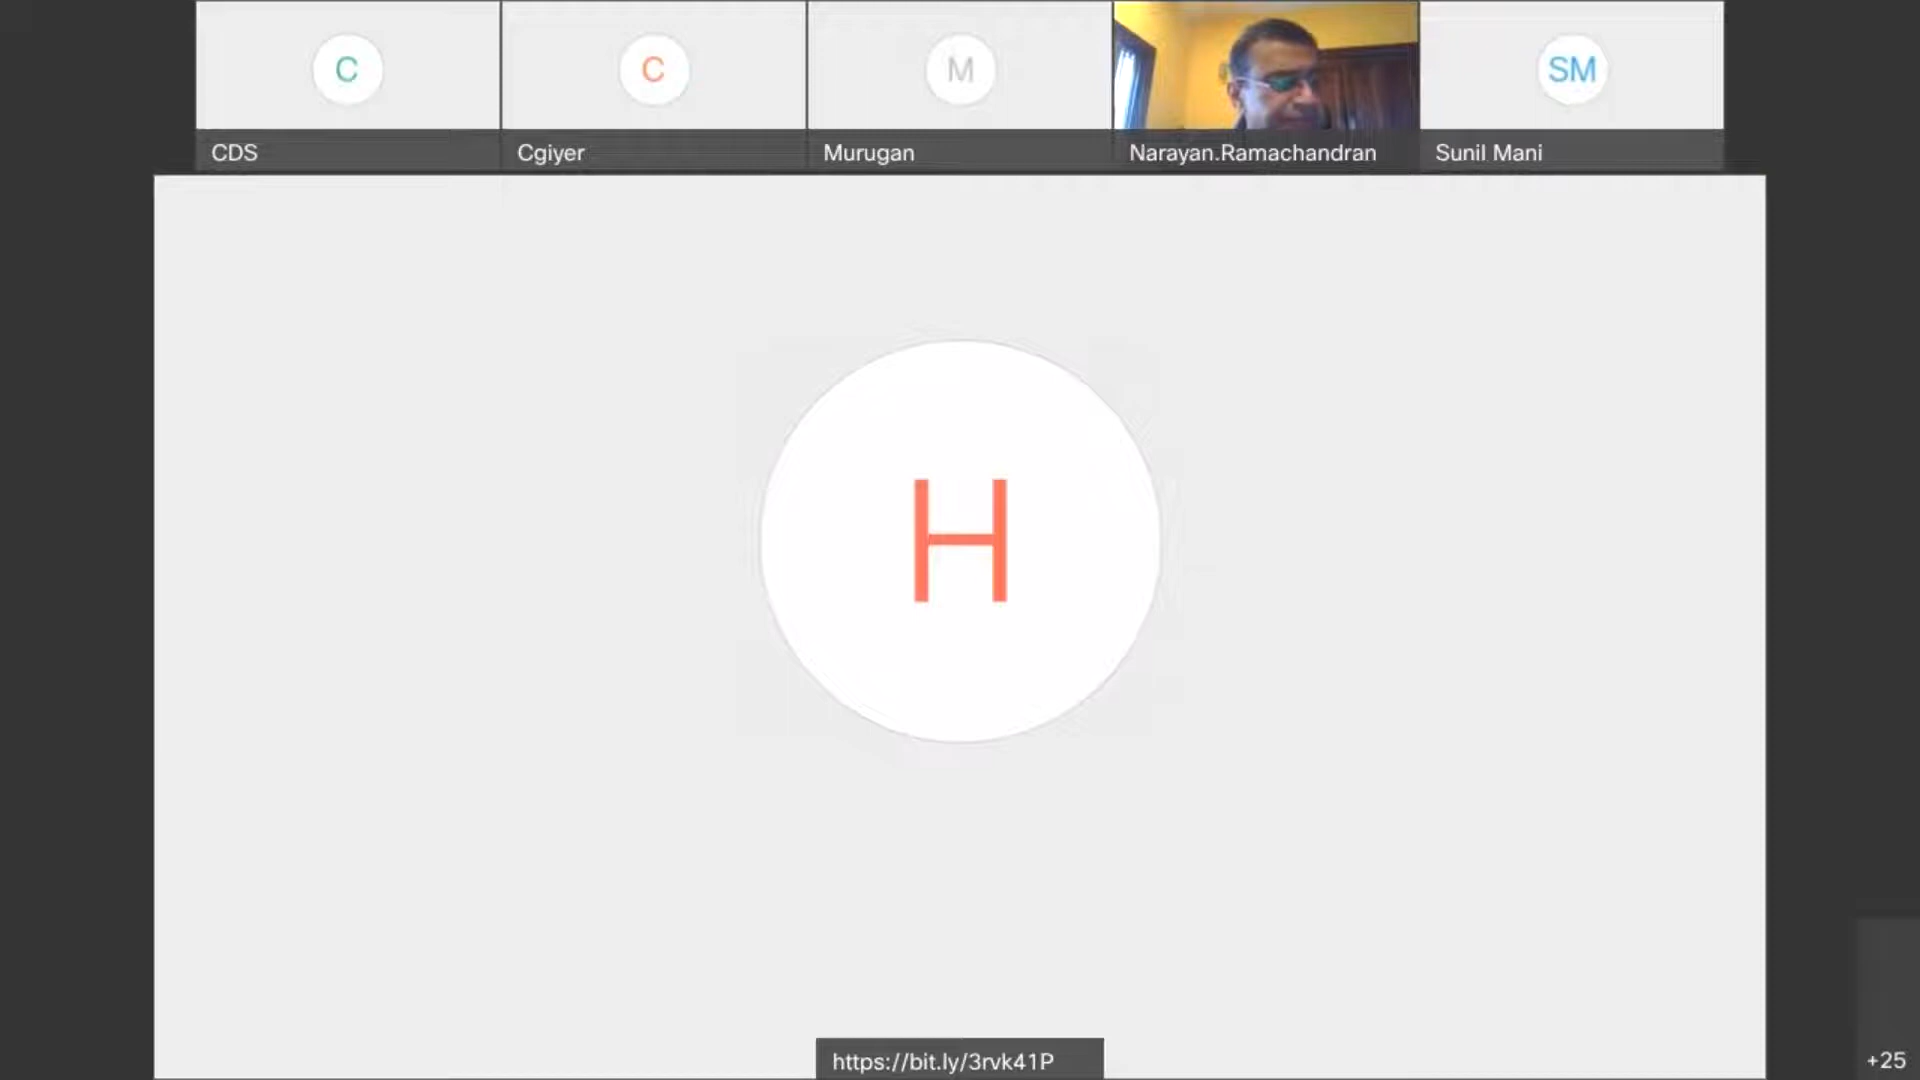 C
C
M
SM
CDS
Cgiyer
Murugan
Narayan.Ramachandran
Sunil Mani
H
https://bit.ly/3rvk41P
+25